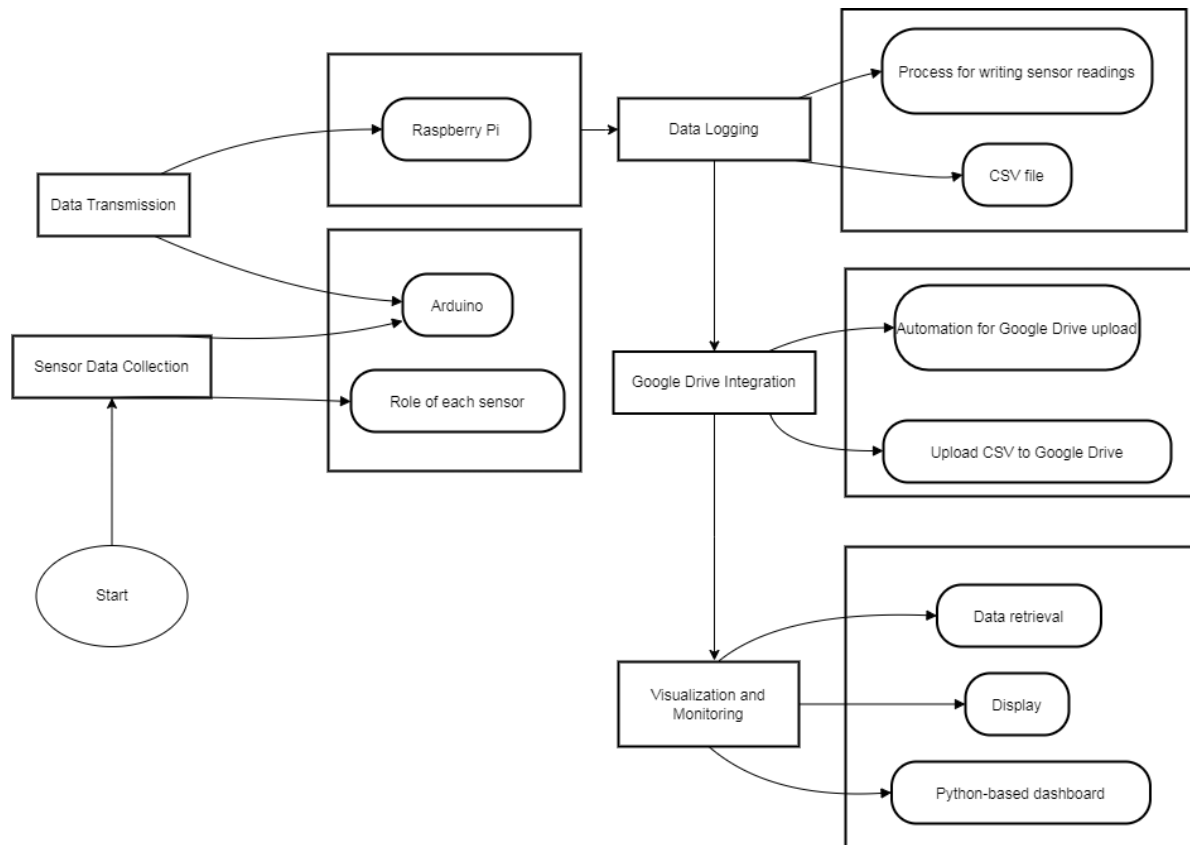 Process for writing sensor readings
Raspberry Pi
Data Logging
CSV file
Data Transmission
Arduino
Automation for Google Drive upload
Sensor Data Collection
Google Drive Integration
Role of each sensor
Upload CSV to Google Drive
Start
Data retrieval
Visualization and
Monitoring
Display
Python-based dashboard